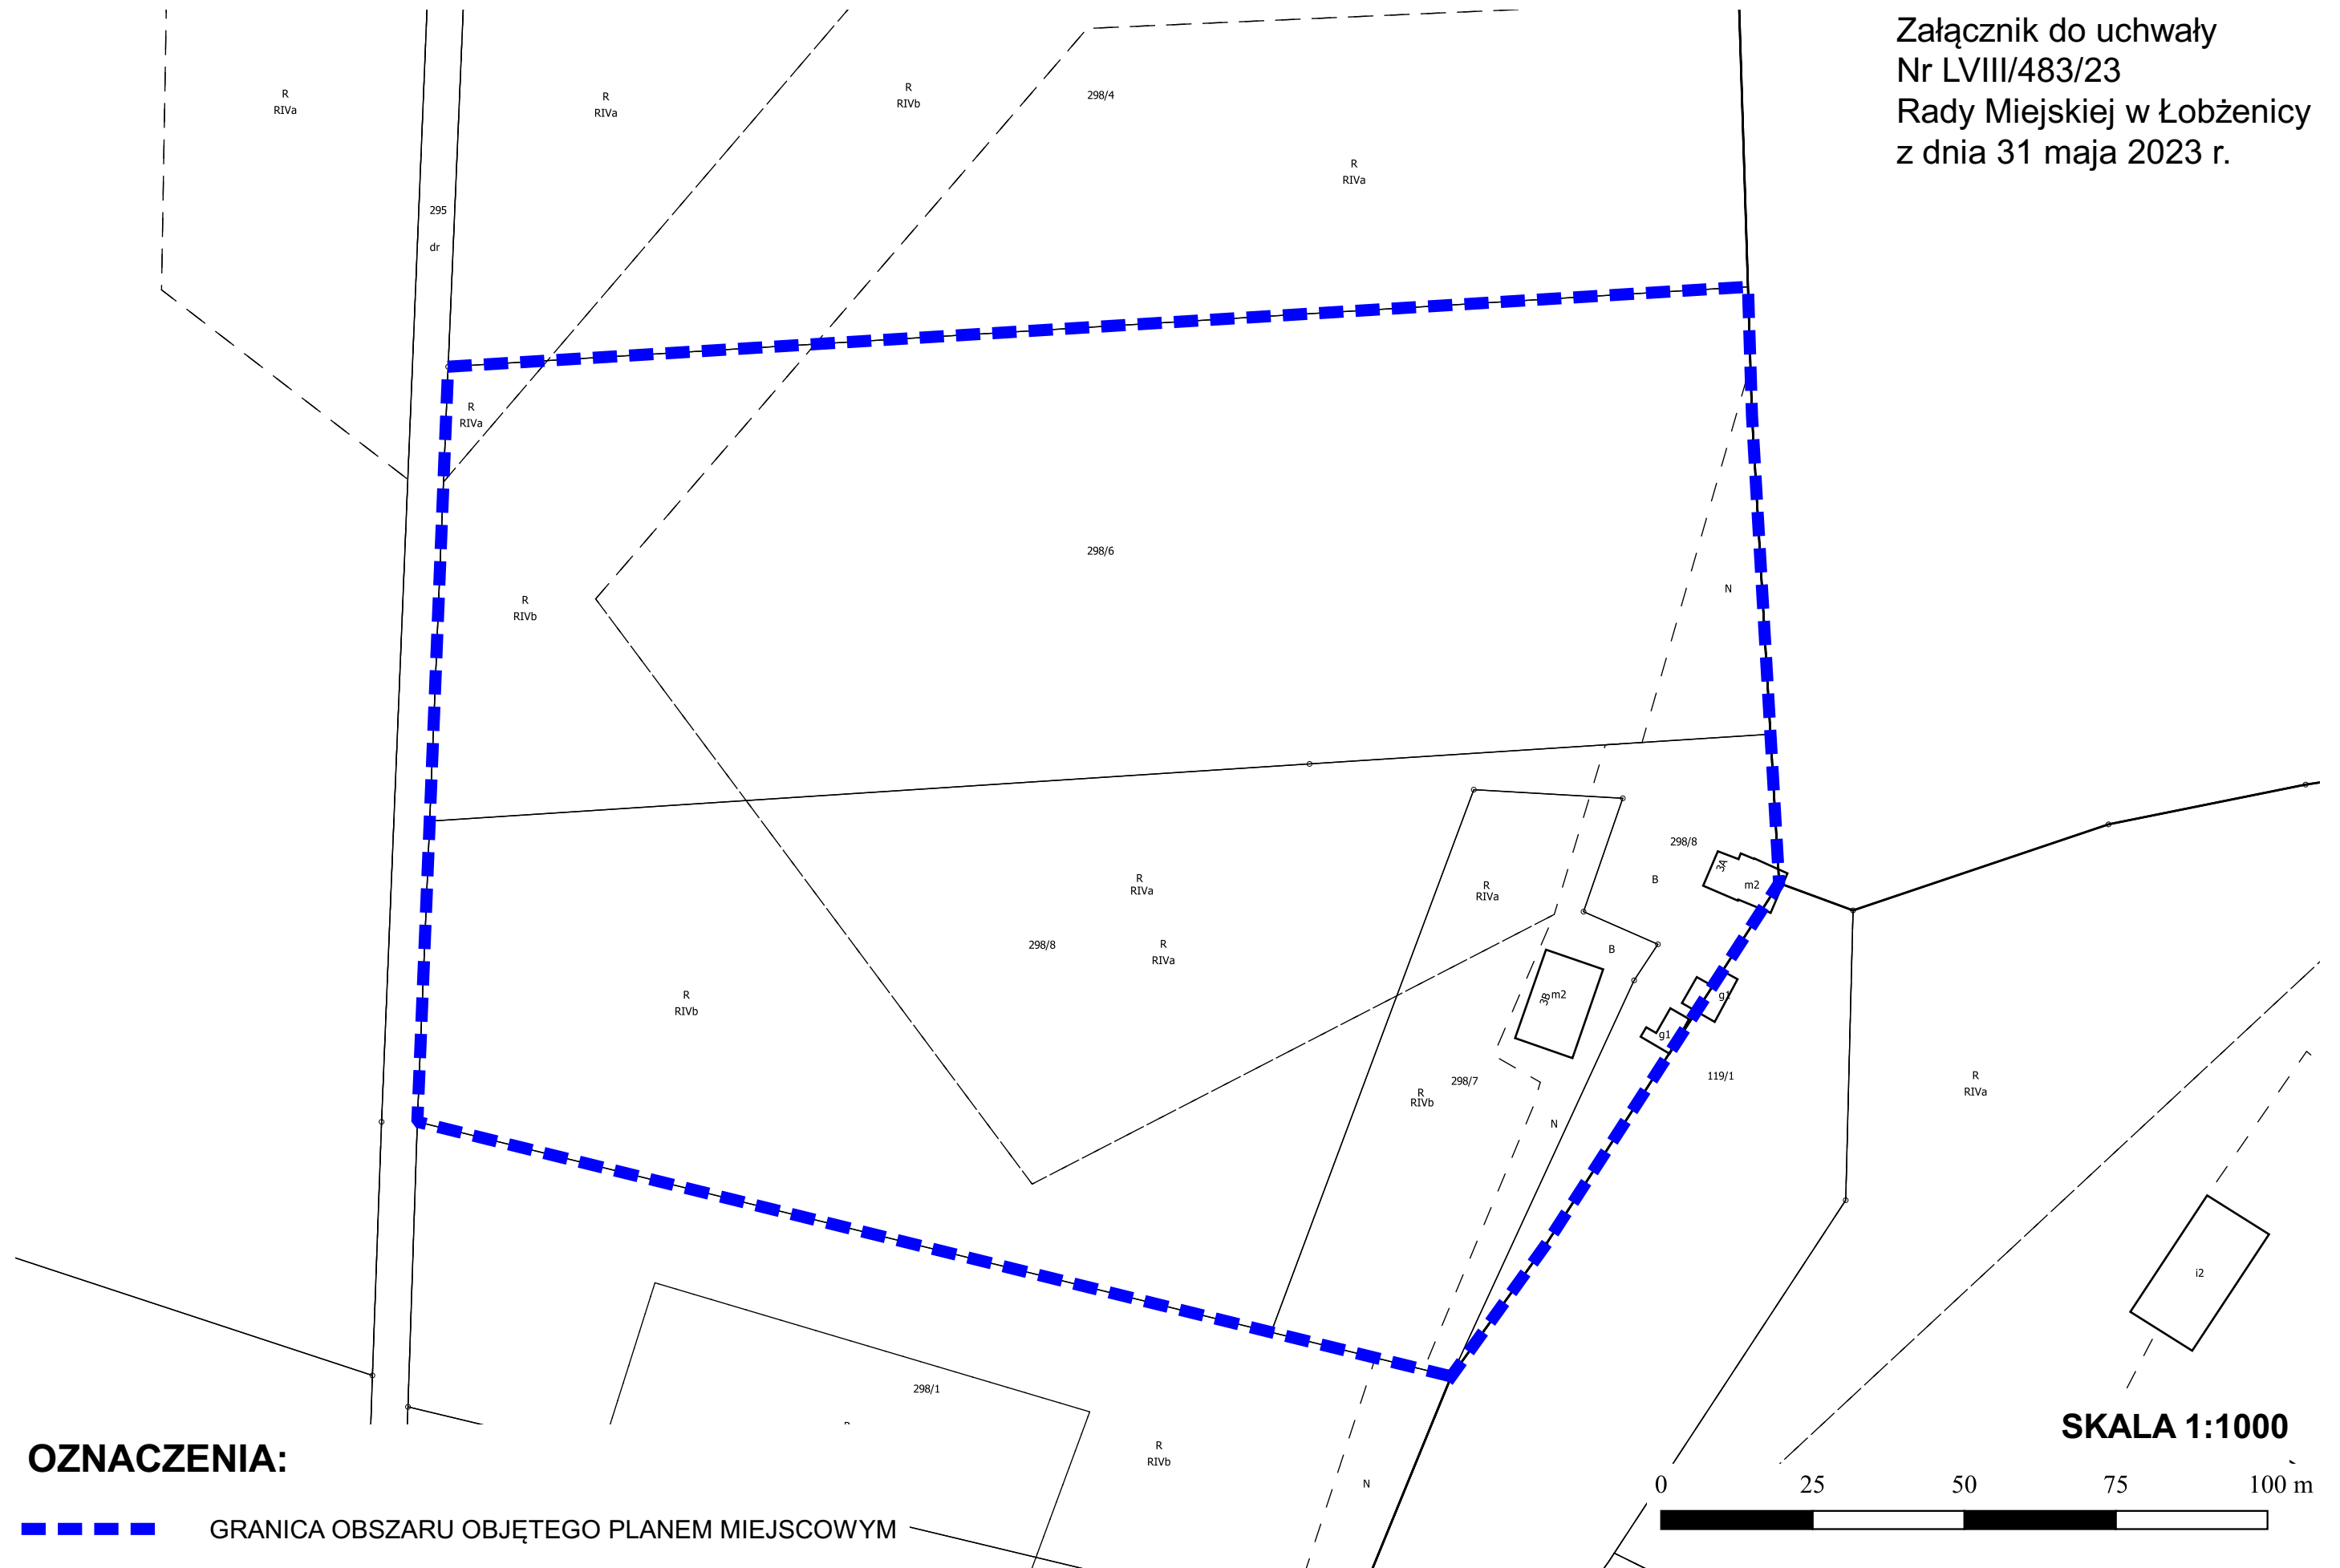 Załącznik do uchwały
Nr LVIII/483/23
Rady Miejskiej w Łobżenicy
z dnia 31 maja 2023 r.
R
RIVa
R
RIVa
R
RIVb
298/4
R
RIVa
295
dr
R
RIVa
298/6
N
R
RIVb
298/8
3A
m2
B
R
RIVa
R
RIVa
298/8
R
RIVa
B
R
RIVb
3B
m2
g1
g1
298/7
R
RIVb
119/1
R
RIVa
N
i2
298/1
R
RIVb
N
SKALA 1:1000
0 25 50 75 100 m
OZNACZENIA:
GRANICA OBSZARU OBJĘTEGO PLANEM MIEJSCOWYM